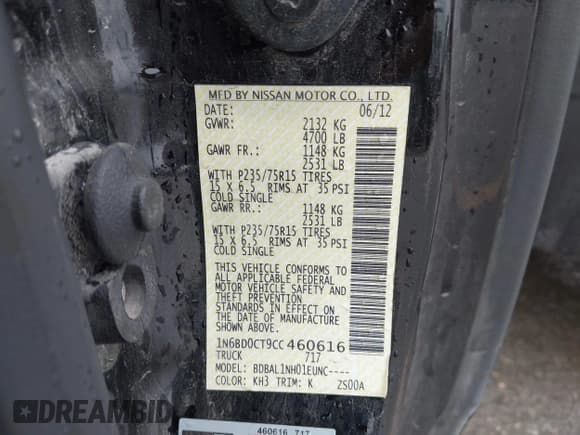 MFD BY NISSAN MOTOR CO., LTD.
DATE: 06/12
GVWR: 2132 KG
4700 LB
GAWR FR.: 1148 KG
2531 LB
WITH P235/75R15 TIRES
15 X 6.5 RIMS AT 35 PSI
COLD SINGLE
GAWR RR.: 1148 KG
2531 LB
WITH P235/75R15 TIRES
15 X 6.5 RIMS AT 35 PSI
COLD SINGLE
THIS VEHICLE CONFORMS TO
ALL APPLICABLE FEDERAL
MOTOR VEHICLE SAFETY AND
THEFT PREVENTION
STANDARDS IN EFFECT ON
THE DATE OF MANUFACTURE
SHOWN ABOVE.
1N6BD0CT9CC460616
TRUCK 717
MODEL: BDBAL1NH01EUNC----
COLOR: KH3 TRIM: K 2S00A
460616 717
DREAMBID.COM